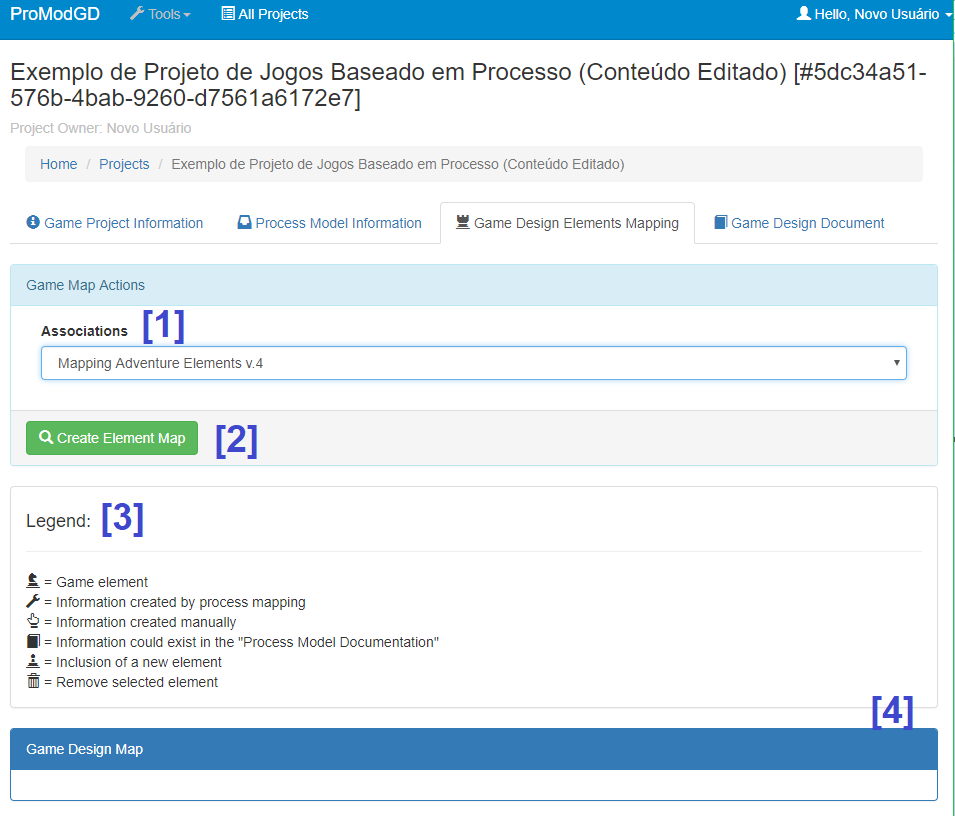 ProModGD Tools All Projects Hello, Novo Usuário
Exemplo de Projeto de Jogos Baseado em Processo (Conteúdo Editado) [#5dc34a51-
576b-4bab-9260-d7561a6172e7]
Project Owner: Novo Usuário
Home / Projects / Exemplo de Projeto de Jogos Baseado em Processo (Conteúdo Editado)
Game Project Information Process Model Information Game Design Elements Mapping Game Design Document
Game Map Actions
Associations [1]
Mapping Adventure Elements v.4
Create Element Map [2]
Legend: [3]
= Game element
= Information created by process mapping
= Information created manually
= Information could exist in the "Process Model Documentation"
= Inclusion of a new element
= Remove selected element
[4]
Game Design Map